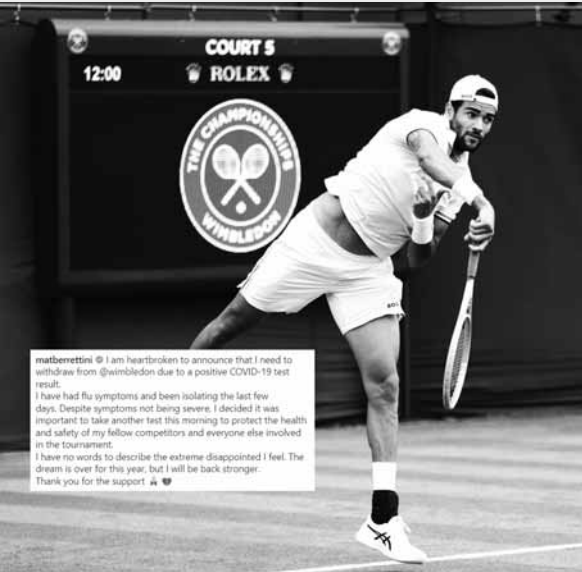 COURT 5
12:00 ROLEX
THE CHAMPIONSHIPS
WIMBLEDON
BOSS
matberrettini I am heartbroken to announce that I need to
withdraw from @wimbledon due to a positive COVID-19 test
result.
I have had flu symptoms and been isolating the last few
days. Despite symptoms not being severe, I decided it was
important to take another test this morning to protect the health
and safety of my fellow competitors and everyone else involved
in the tournament.
I have no words to describe the extreme disappointed I feel. The
dream is over for this year, but I will be back stronger.
Thank you for the support